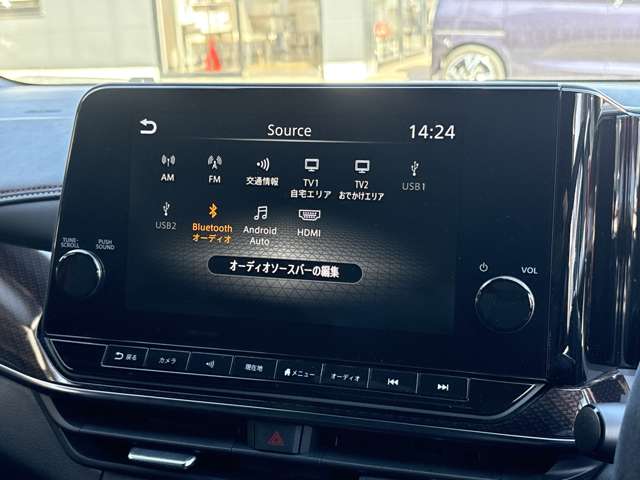 Source
14:24
AM
FM
交通情報
TV1
自宅エリア
TV2
おでかけエリア
USB1
USB2
Bluetooth
オーディオ
Android
Auto
HDMI
オーディオソースバーの編集
TUNE·
SCROLL
PUSH
SOUND
VOL
戻る
カメラ
現在地
メニュー
オーディオ